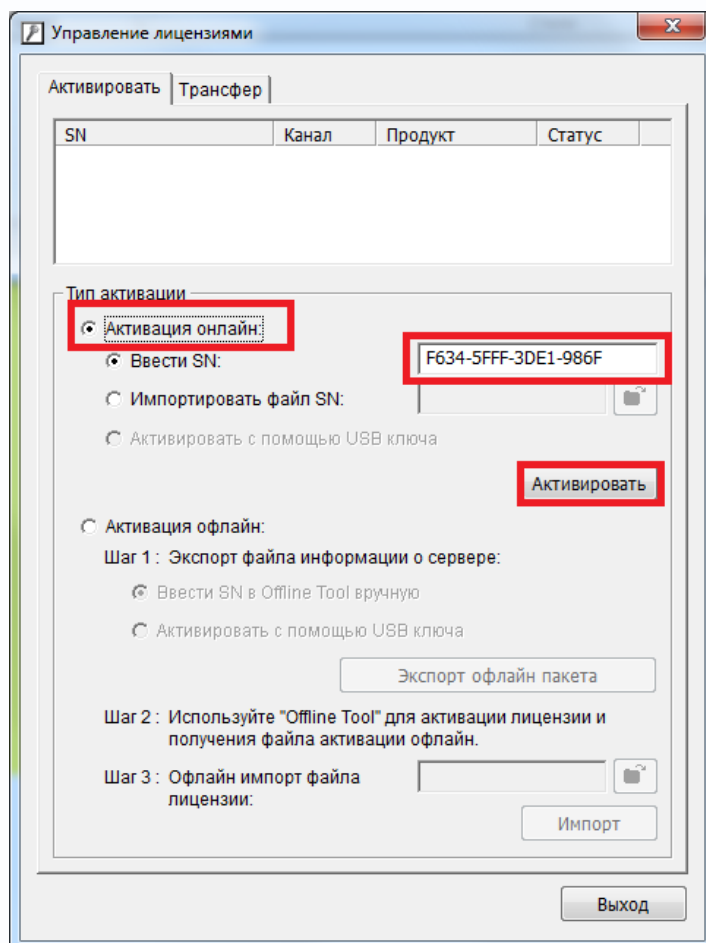 Управление лицензиями
Активировать Трансфер
SN Канал Продукт Статус
Тип активации
Активация онлайн:
Ввести SN: F634-5FFF-3DE1-986F
Импортировать файл SN:
Активировать с помощью USB ключа
Активировать
Активация офлайн:
Шаг 1 : Экспорт файла информации о сервере:
Ввести SN в Offline Tool вручную
Активировать с помощью USB ключа
Экспорт офлайн пакета
Шаг 2 : Используйте "Offline Tool" для активации лицензии и
получения файла активации офлайн.
Шаг 3 : Офлайн импорт файла
лицензии:
Импорт
Выход